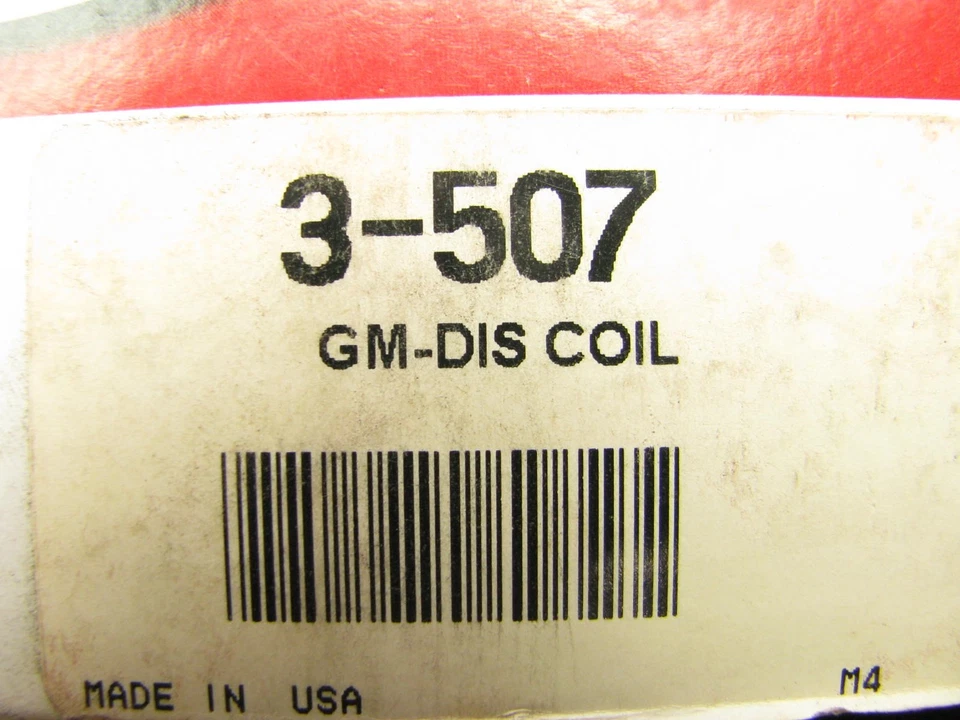 3-507
GM-DIS COIL
MADE IN USA
M4